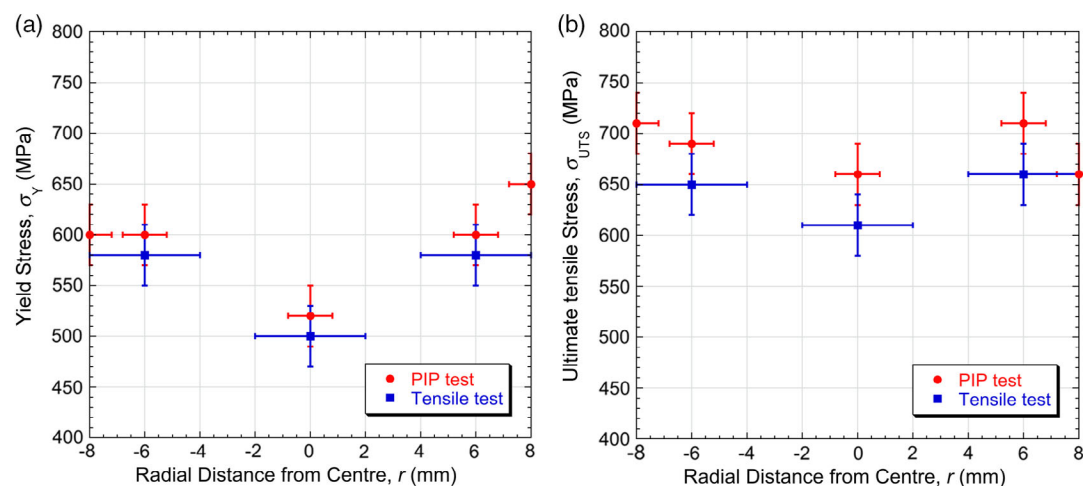 (a)
800
750
700
650
600
550
500
450
400
Yield Stress, σY (MPa)
-8 -6 -4 -2 0 2 4 6 8
Radial Distance from Centre, r (mm)
PIP test
Tensile test
(b)
800
750
700
650
600
550
500
450
400
Ultimate tensile Stress, σUTS (MPa)
-8 -6 -4 -2 0 2 4 6 8
Radial Distance from Centre, r (mm)
PIP test
Tensile test